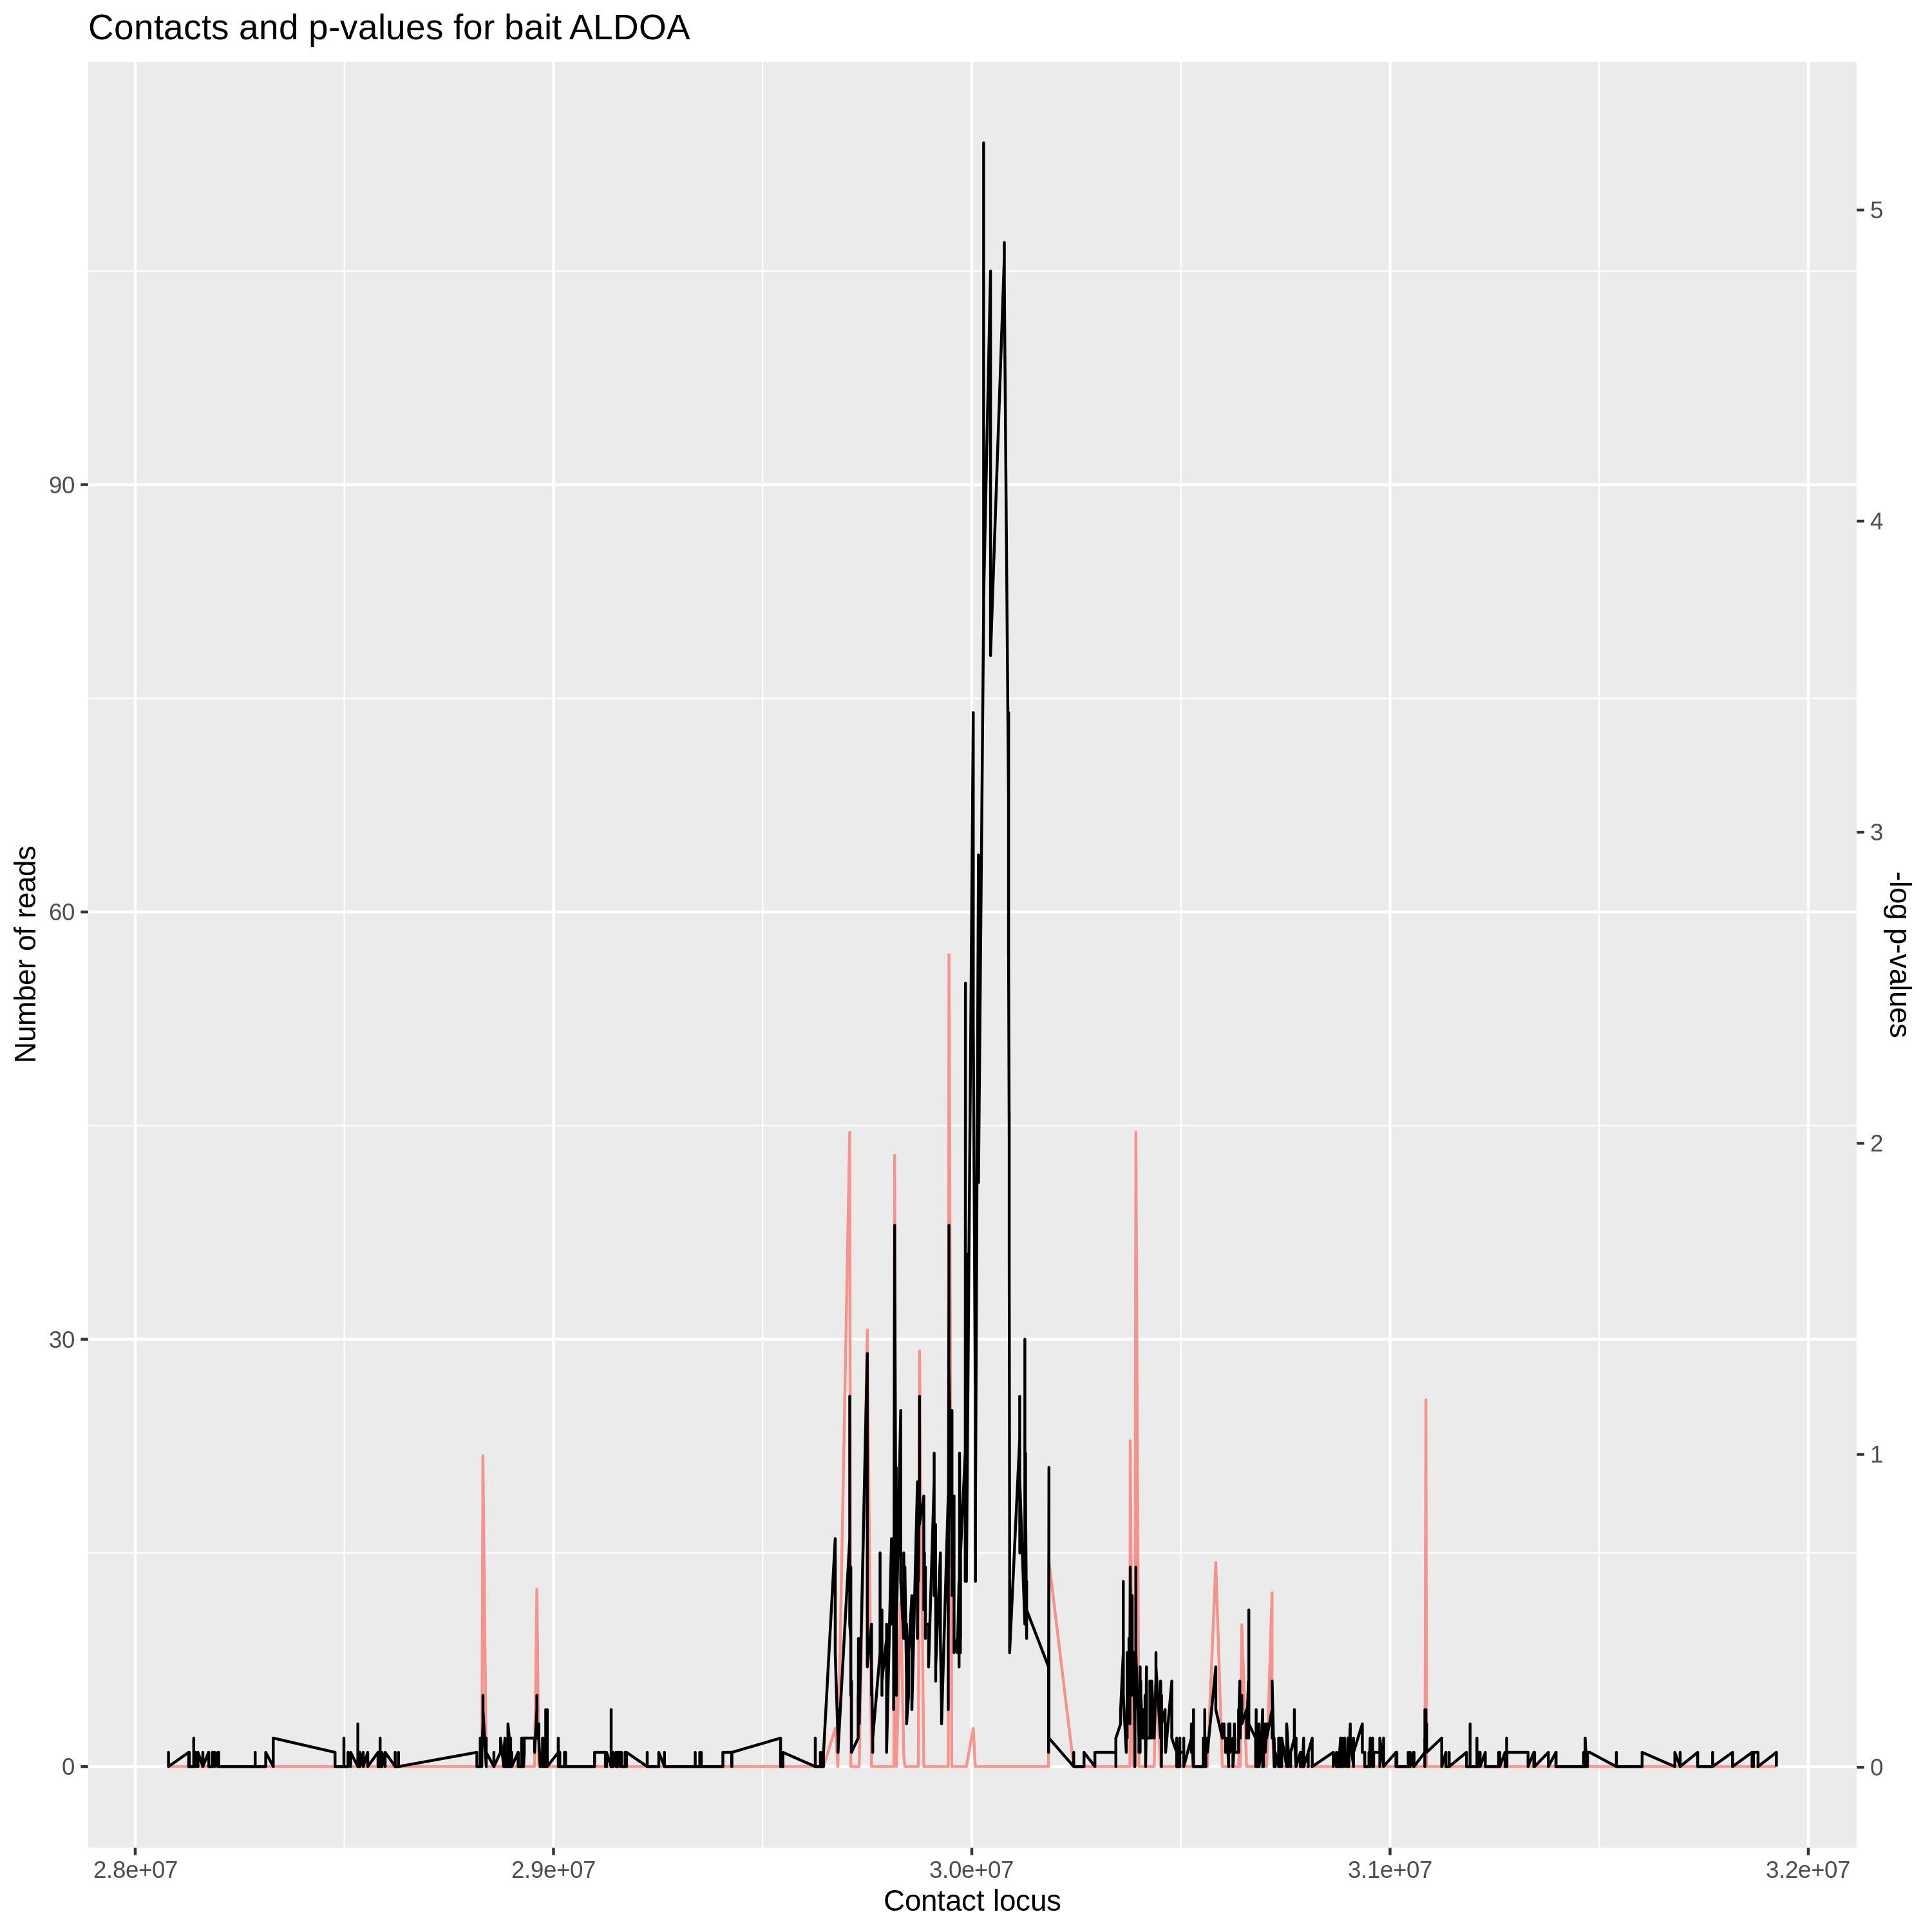 Contacts and p-values for bait ALDOA
Number of reads
90
60
30
0
5
4
3
2
1
0
-log p-values
2.8e+07
2.9e+07
3.0e+07
3.1e+07
3.2e+07
Contact locus